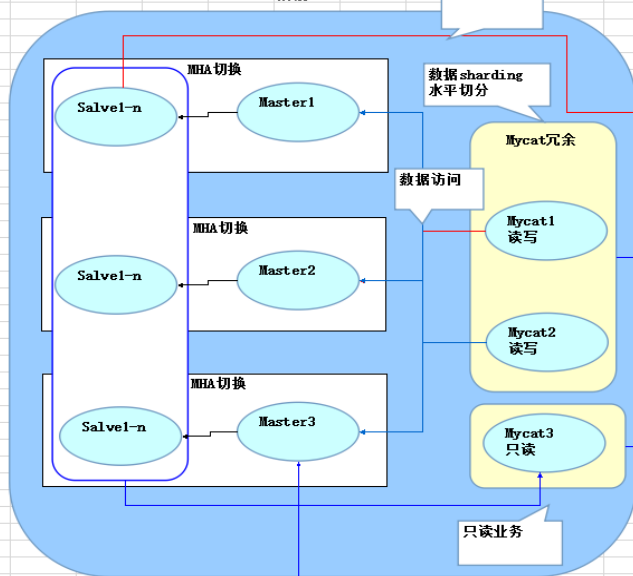 MHA切换
Salve1-n
Master1
数据sharding
水平切分
Mycat冗余
数据访问
Mycat1
读写
MHA切换
Salve1-n
Master2
Mycat2
读写
MHA切换
Salve1-n
Master3
Mycat3
只读
只读业务